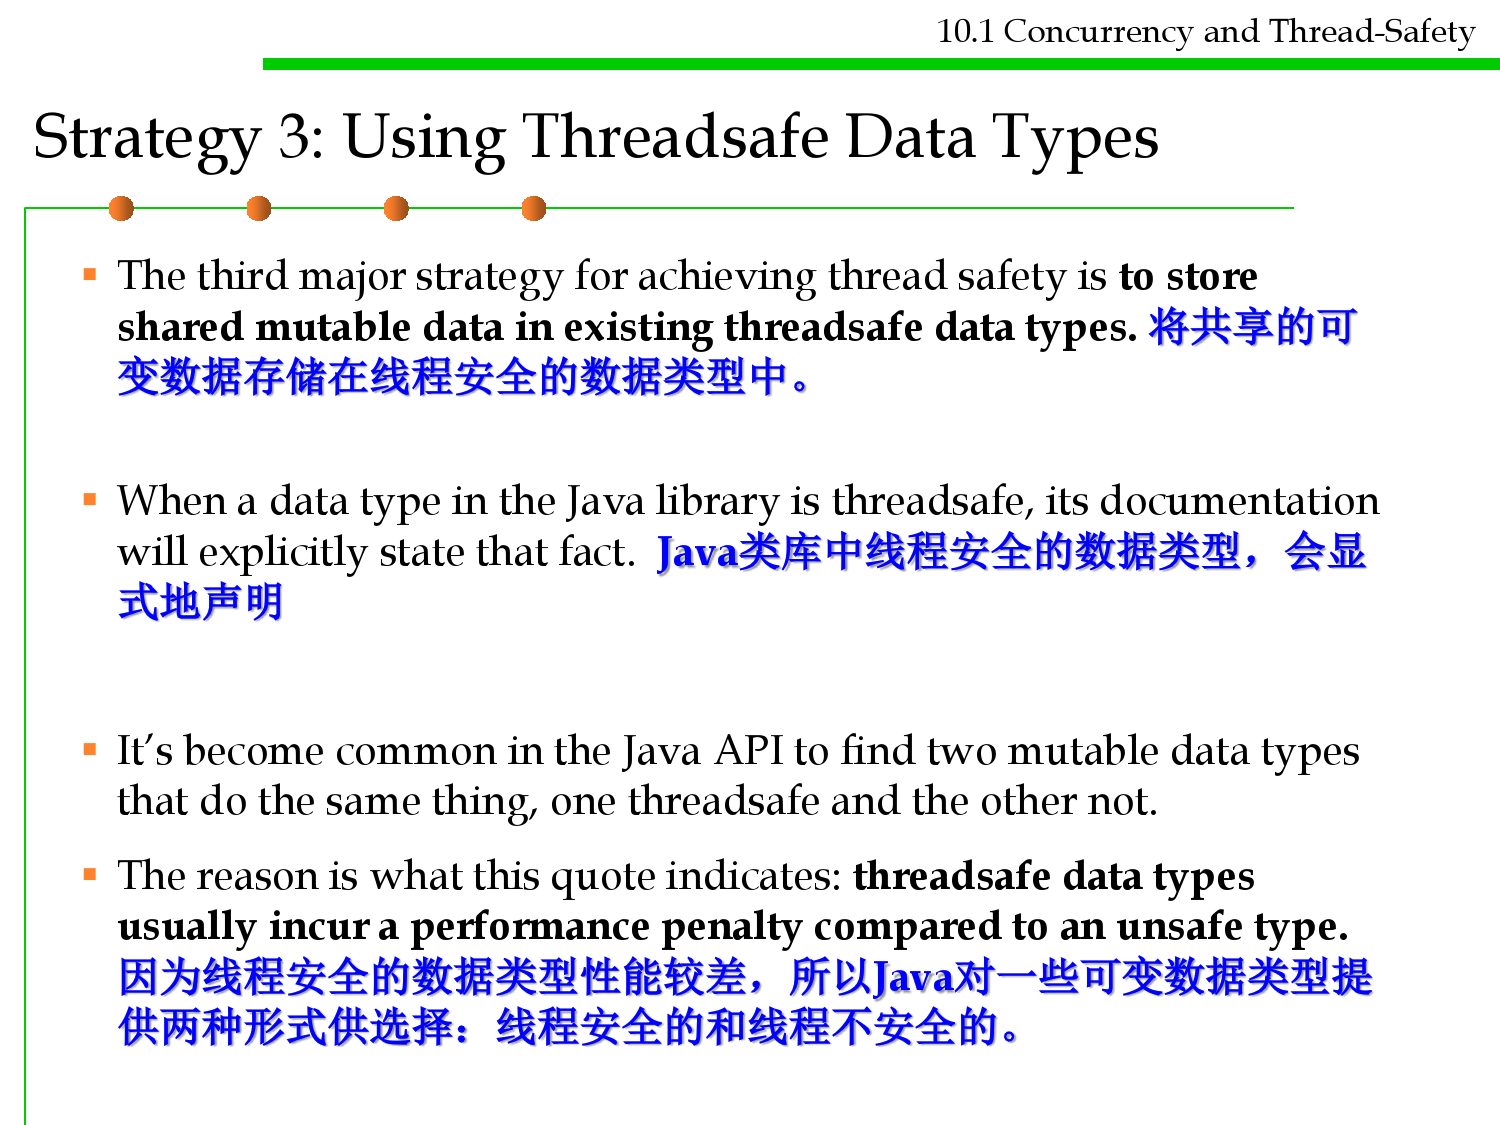 10.1 Concurrency and Thread-Safety
Strategy 3: Using Threadsafe Data Types
The third major strategy for achieving thread safety is to store
shared mutable data in existing threadsafe data types. 将共享的可
变数据存储在线程安全的数据类型中。
When a data type in the Java library is threadsafe, its documentation
will explicitly state that fact. Java类库中线程安全的数据类型，会显
式地声明
It’s become common in the Java API to find two mutable data types
that do the same thing, one threadsafe and the other not.
The reason is what this quote indicates: threadsafe data types
usually incur a performance penalty compared to an unsafe type.
因为线程安全的数据类型性能较差，所以Java对一些可变数据类型提
供两种形式供选择：线程安全的和线程不安全的。